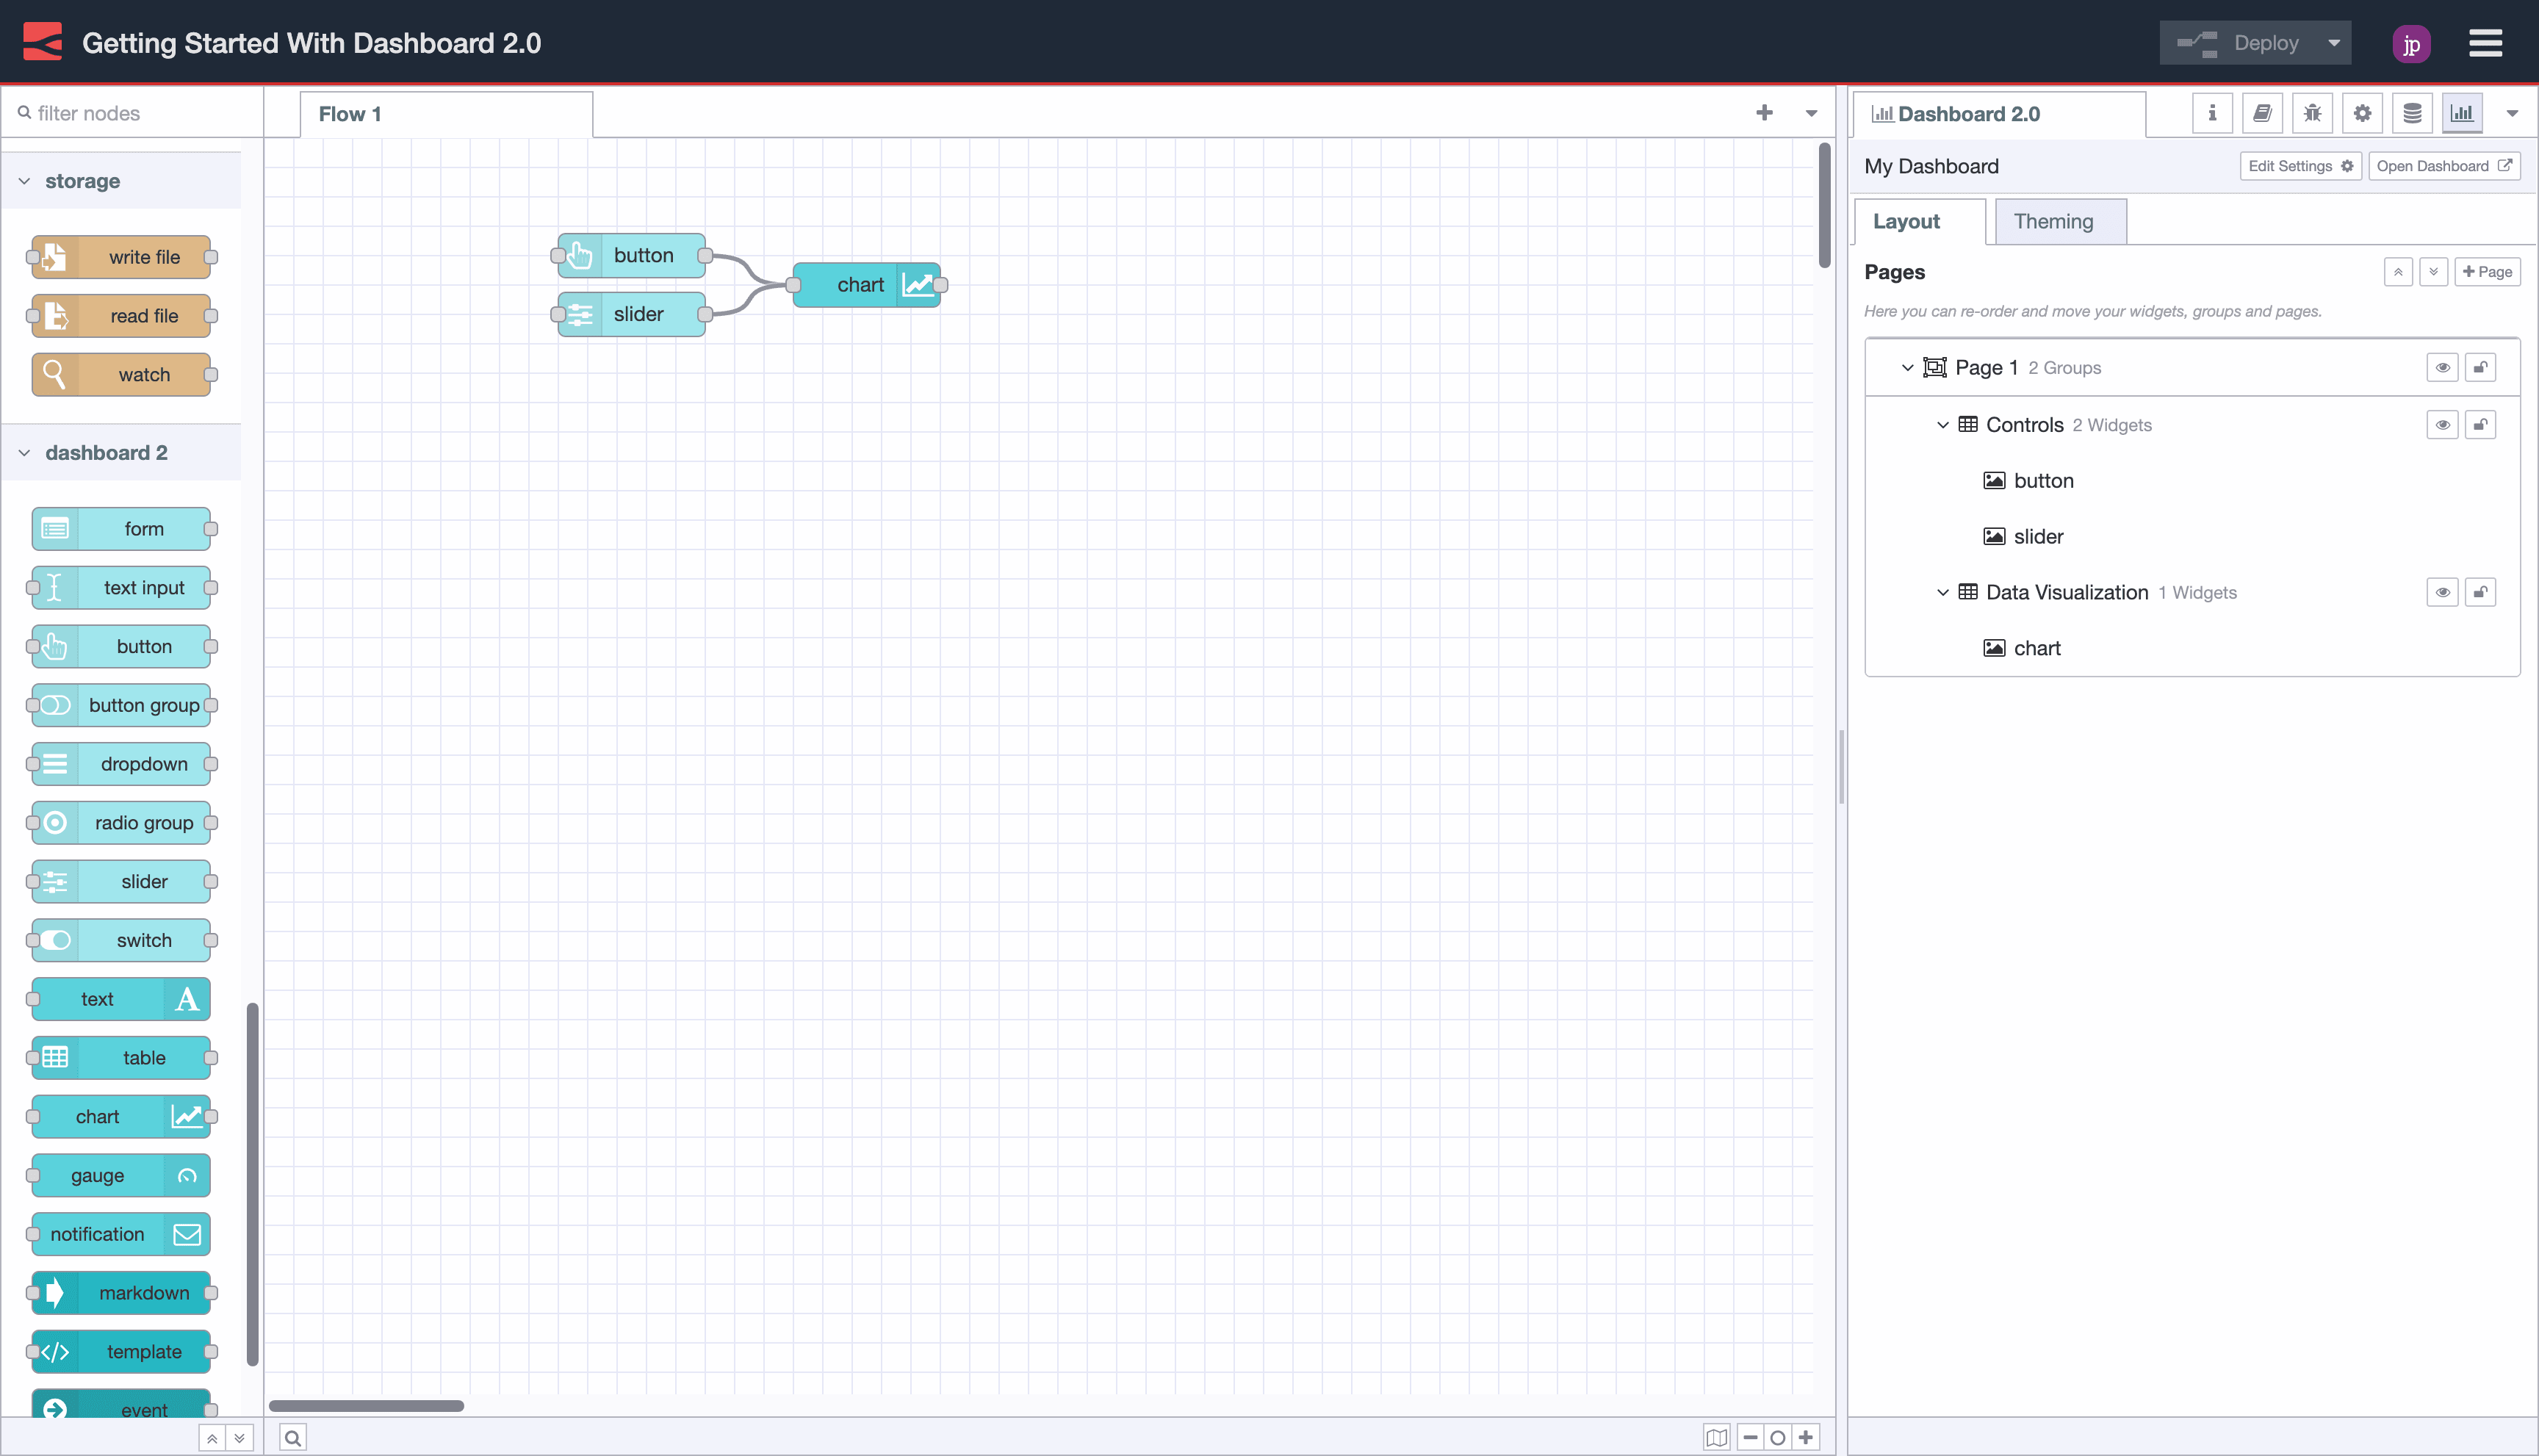 Getting Started With Dashboard 2.0
Deploy
jp
filter nodes
storage
write file
read file
watch
dashboard 2
form
text input
button
button group
dropdown
radio group
slider
switch
text
table
chart
gauge
notification
markdown
template
event
Flow 1
button
slider
chart
Dashboard 2.0
My Dashboard
Edit Settings
Open Dashboard
Layout
Theming
Pages
Page
Here you can re-order and move your widgets, groups and pages.
Page 1 2 Groups
Controls 2 Widgets
button
slider
Data Visualization 1 Widgets
chart